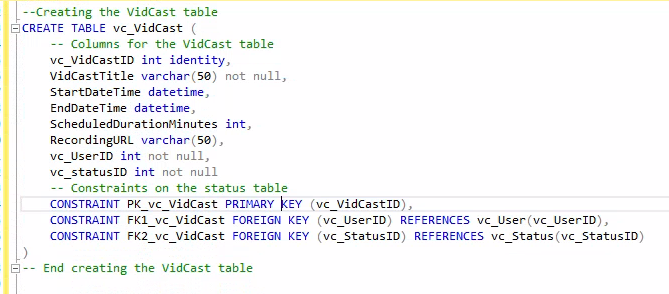 --Creating the VidCast table
CREATE TABLE vc_VidCast (
-- Columns for the VidCast table
vc_VidCastID int identity,
VidCastTitle varchar(50) not null,
StartDateTime datetime,
EndDateTime datetime,
ScheduledDurationMinutes int,
RecordingURL varchar(50),
vc_UserID int not null,
vc_statusID int not null
-- Constraints on the status table
CONSTRAINT PK_vc_VidCast PRIMARY KEY (vc_VidCastID),
CONSTRAINT FK1_vc_VidCast FOREIGN KEY (vc_UserID) REFERENCES vc_User(vc_UserID),
CONSTRAINT FK2_vc_VidCast FOREIGN KEY (vc_StatusID) REFERENCES vc_Status(vc_StatusID)
)
-- End creating the VidCast table